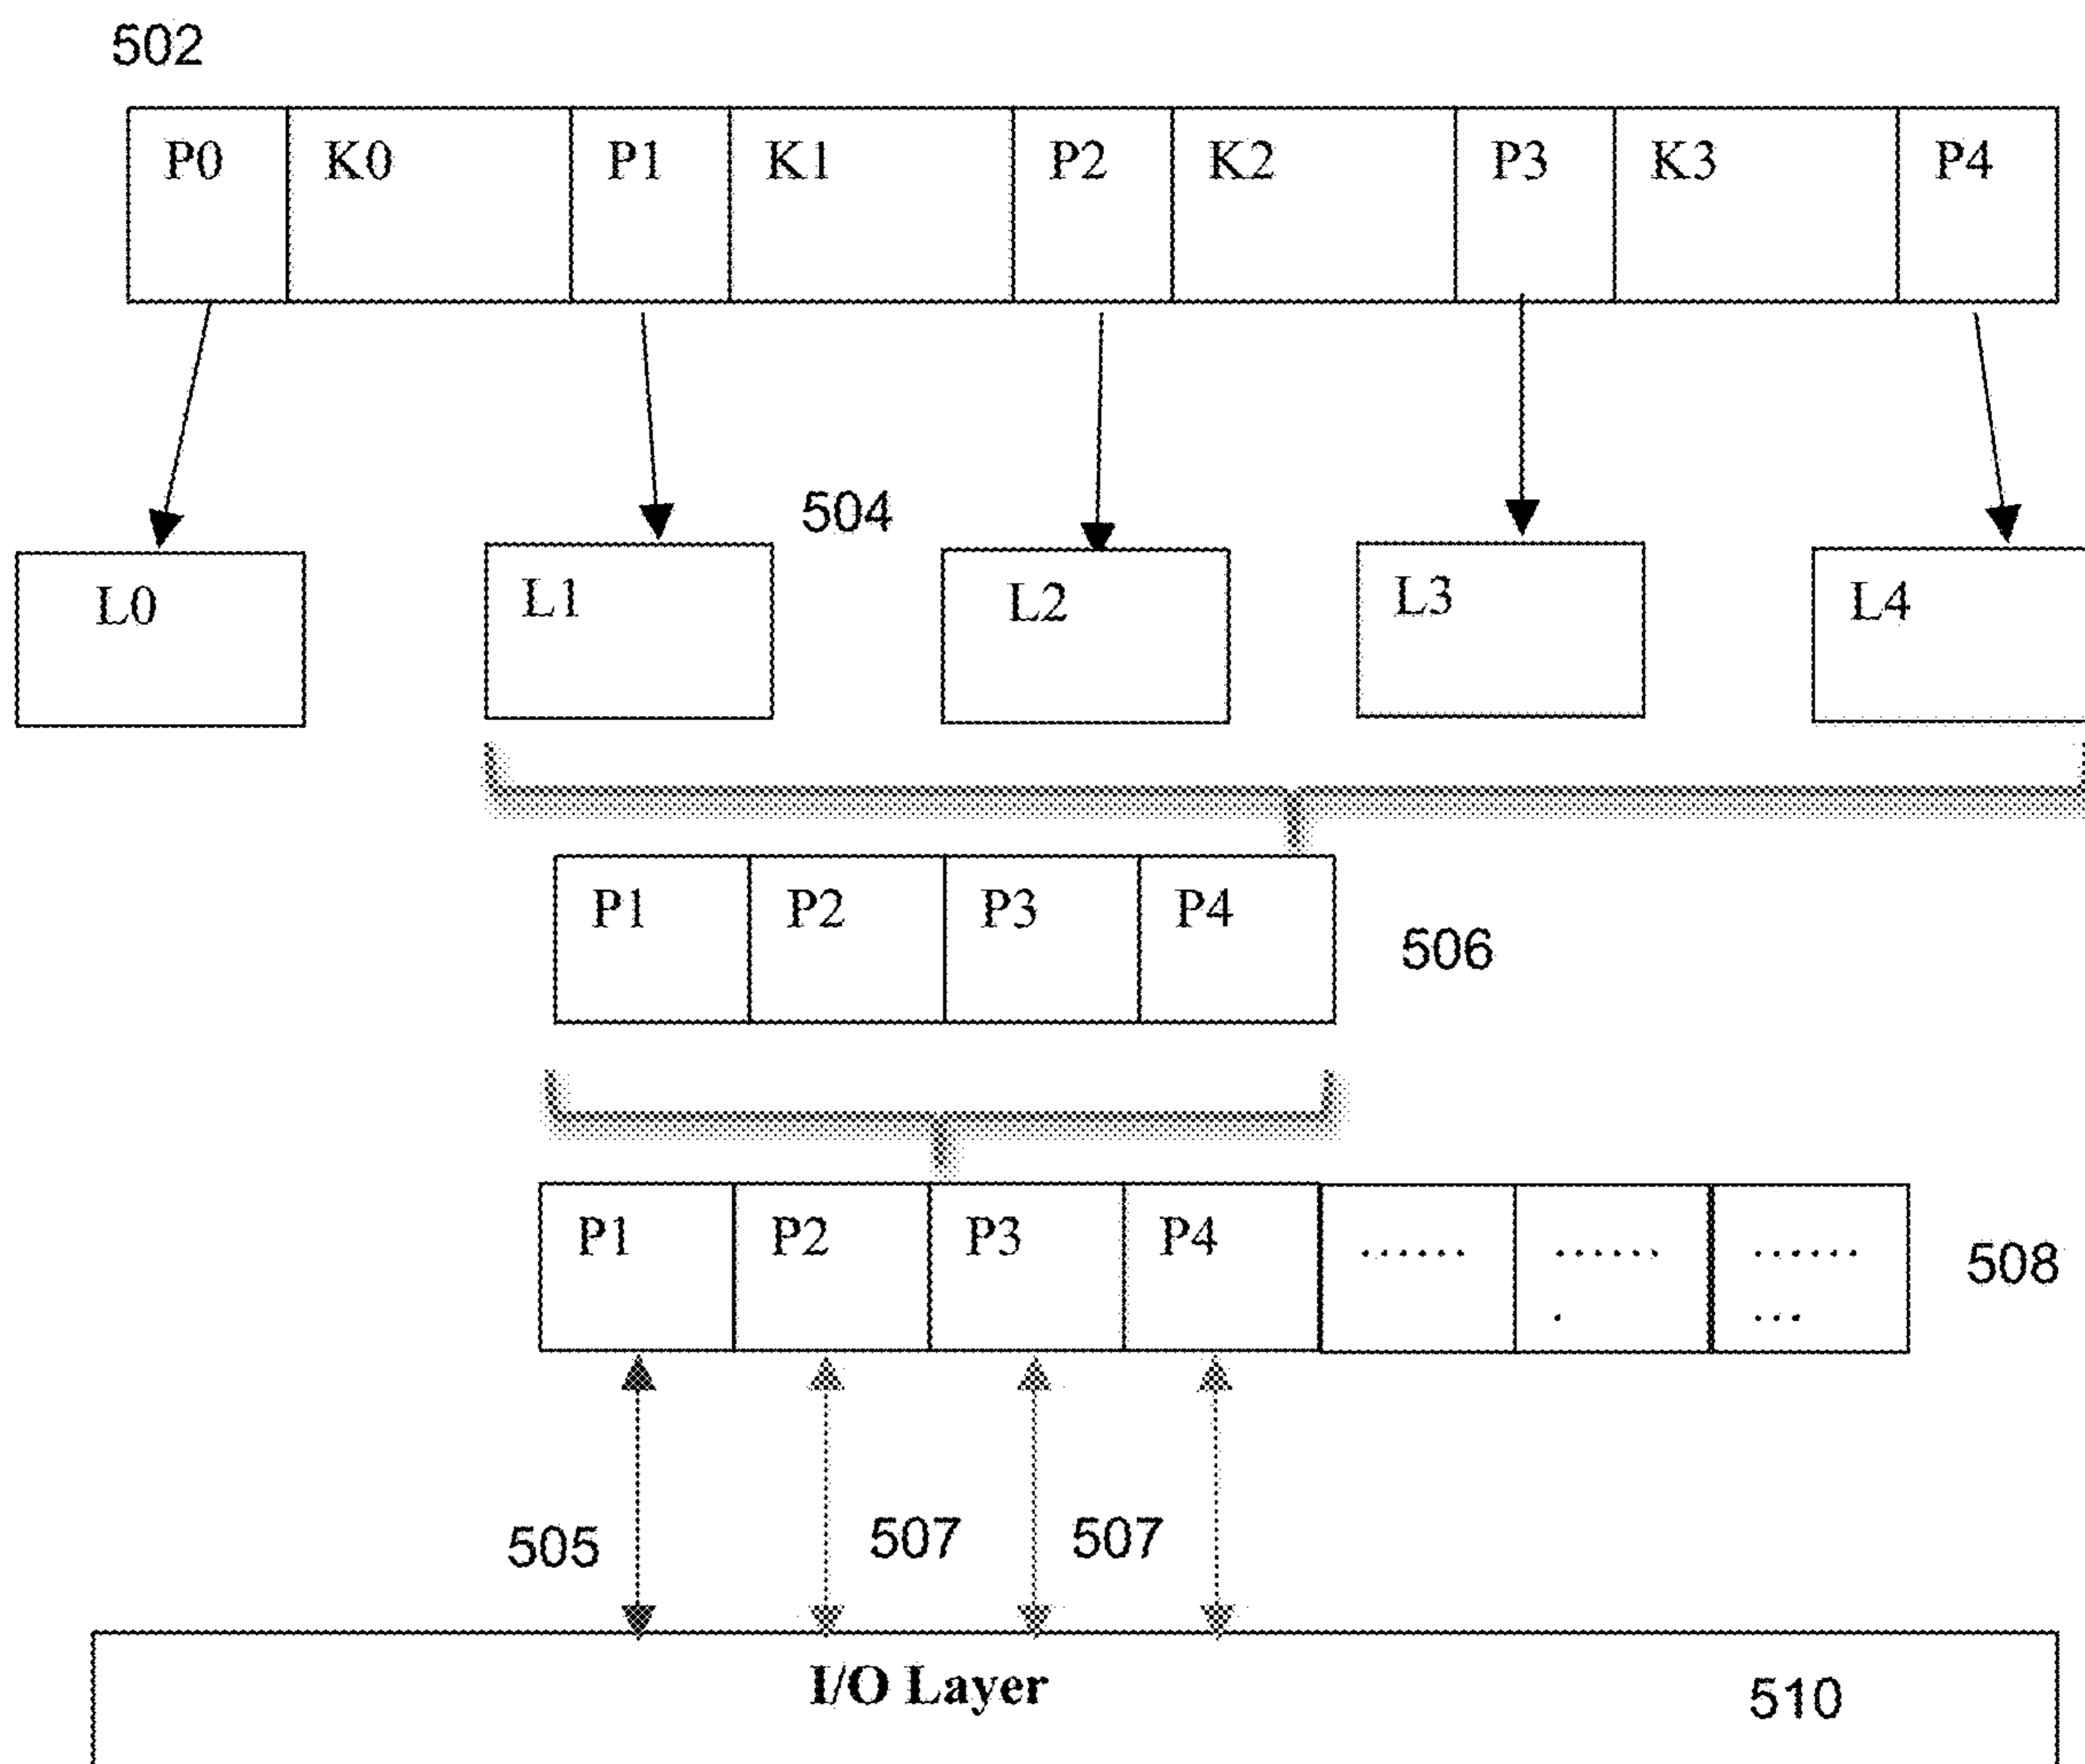 502
P0 K0 P1 K1 P2 K2 P3 K3 P4
504
L0 L1 L2 L3 L4
P1 P2 P3 P4
506
P1 P2 P3 P4 ...... ...... ......
. ...
508
505 507 507
I/O Layer 510